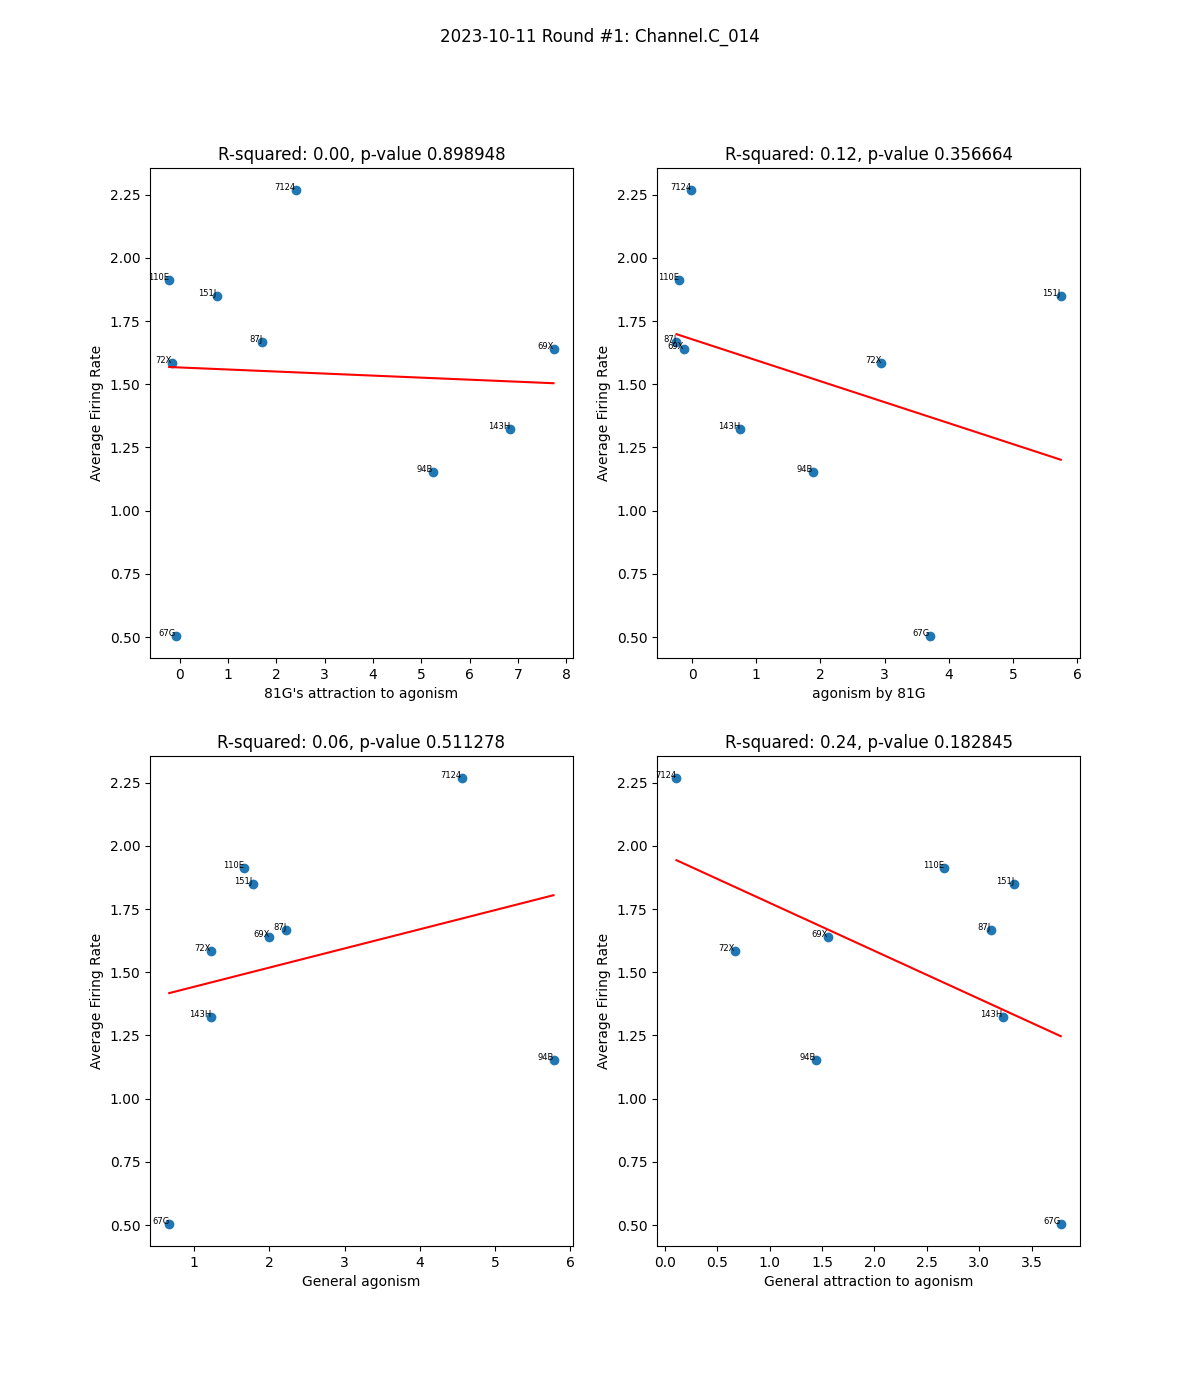 2023-10-11 Round #1: Channel.C_014
R-squared: 0.00, p-value 0.898948
Average Firing Rate
2.25
2.00
1.75
1.50
1.25
1.00
0.75
0.50
7124
110E
151J
87J
72X
69X
143H
94B
67G
0 1 2 3 4 5 6 7 8
81G's attraction to agonism
R-squared: 0.12, p-value 0.356664
Average Firing Rate
2.25
2.00
1.75
1.50
1.25
1.00
0.75
0.50
7124
110E
151J
87J
69X
72X
143H
94B
67G
0 1 2 3 4 5 6
agonism by 81G
R-squared: 0.06, p-value 0.511278
Average Firing Rate
2.25
2.00
1.75
1.50
1.25
1.00
0.75
0.50
7124
110E
151J
87J
69X
72X
143H
94B
67G
1 2 3 4 5 6
General agonism
R-squared: 0.24, p-value 0.182845
Average Firing Rate
2.25
2.00
1.75
1.50
1.25
1.00
0.75
0.50
7124
110E
151J
87J
69X
72X
143H
94B
67G
0.0 0.5 1.0 1.5 2.0 2.5 3.0 3.5
General attraction to agonism